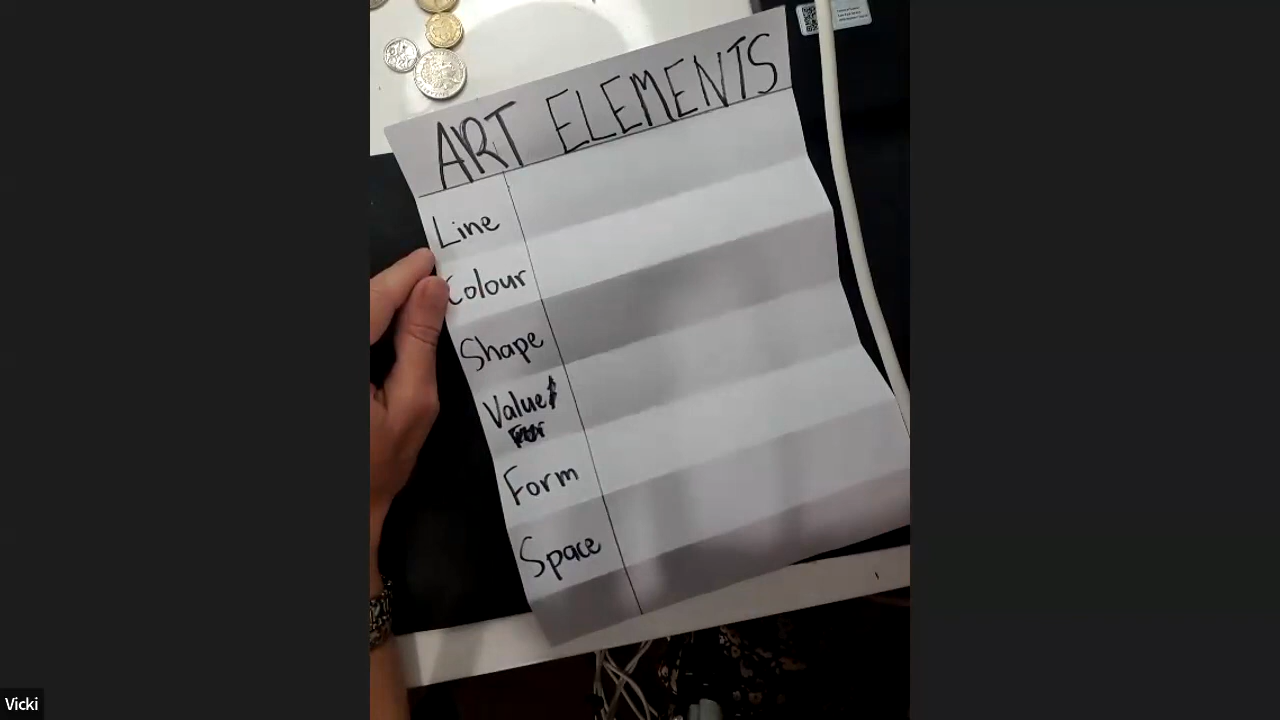 ART ELEMENTS
Line
Colour
Shape
Value
Form
Space
Vicki